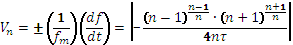 V_n = ± (1/f_m) (df/dt) = |−((n − 1)^((n−1)/n) · (n + 1)^((n+1)/n))/(4nτ)|